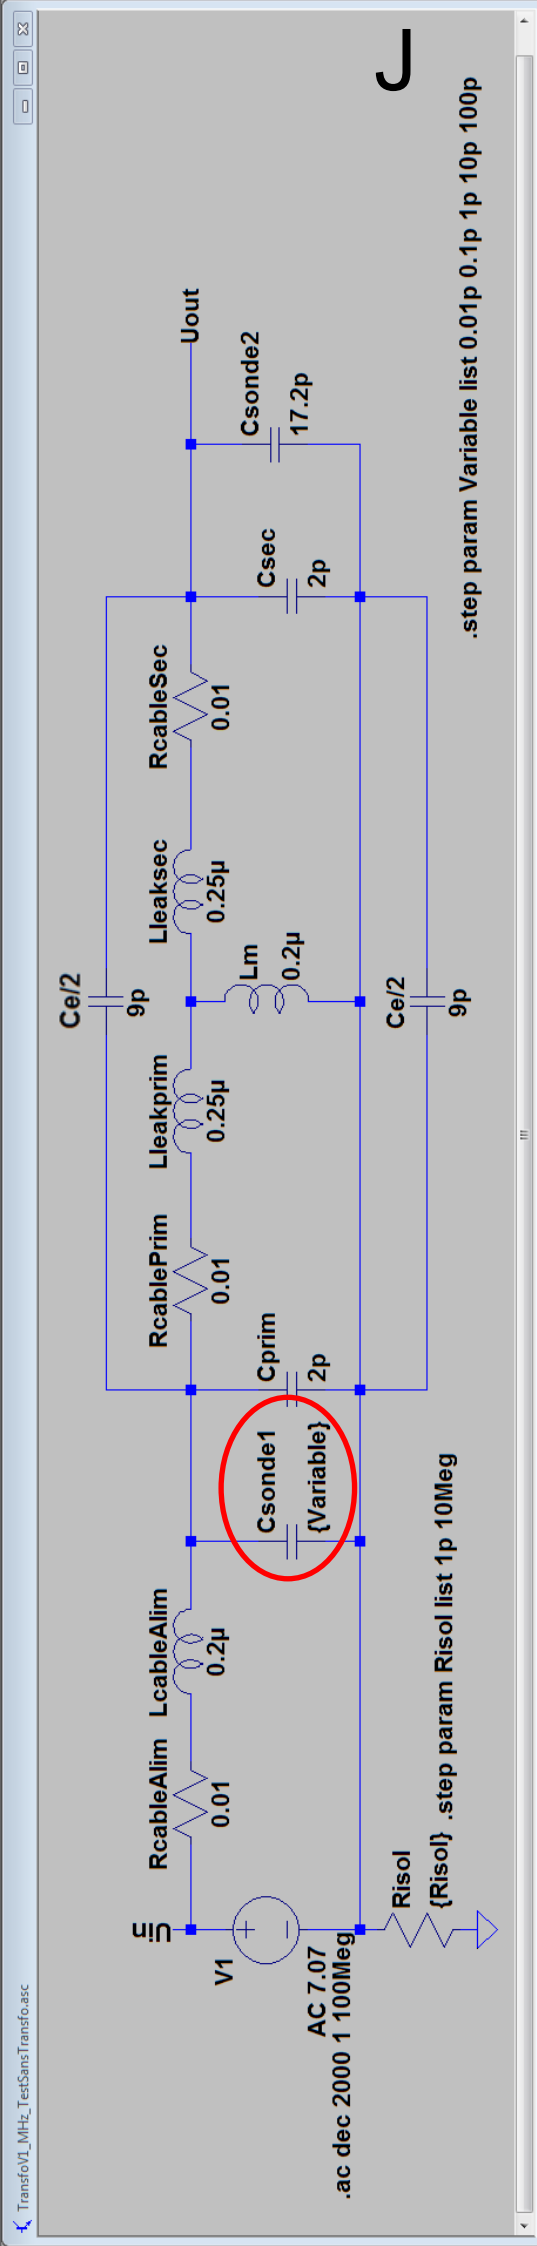 TransfoV1_MHz_TestSansTransfo.asc
J
Ce/2
9p
RcableAlim
0.01
LcableAlim
0.2µ
RcablePrim
0.01
Lleakprim
0.25µ
Lleaksec
0.25µ
RcableSec
0.01
Uout
in
V1
AC 7.07
.ac dec 2000 1 100Meg
Csonde1
{Variable}
Cprim
2p
Lm
0.2µ
Csec
2p
Csonde2
17.2p
Ce/2
9p
Risol
{Risol}
.step param Risol list 1p 10Meg
.step param Variable list 0.01p 0.1p 1p 10p 100p